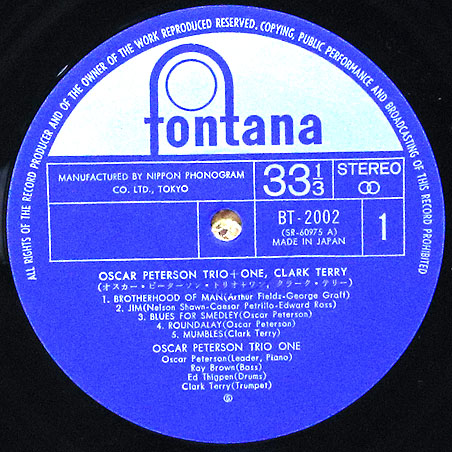 ALL RIGHTS OF THE RECORD PRODUCER AND OF THE OWNER OF THE WORK REPRODUCED RESERVED. COPYING, PUBLIC PERFORMANCE AND BROADCASTING OF THIS RECORD PROHIBITED
fontana
MANUFACTURED BY NIPPON PHONOGRAM
CO. LTD., TOKYO
33 1/3
STEREO
BT-2002
(SR-60975 A)
MADE IN JAPAN
1
OSCAR PETERSON TRIO+ONE, CLARK TERRY
(オスカー・ピーターソン・トリオ+ワン, クラーク・テリー)
1. BROTHERHOOD OF MAN(Arthur Fields-George Graff)
2. JIM(Nelson Shawn-Caesar Petrillo-Edward Ross)
3. BLUES FOR SMEDLEY(Oscar Peterson)
4. ROUNDALAY(Oscar Peterson)
5. MUMBLES(Clark Terry)
OSCAR PETERSON TRIO ONE
Oscar Peterson(Leader, Piano)
Ray Brown(Bass)
Ed Thigpen(Drums)
Clark Terry(Trumpet)